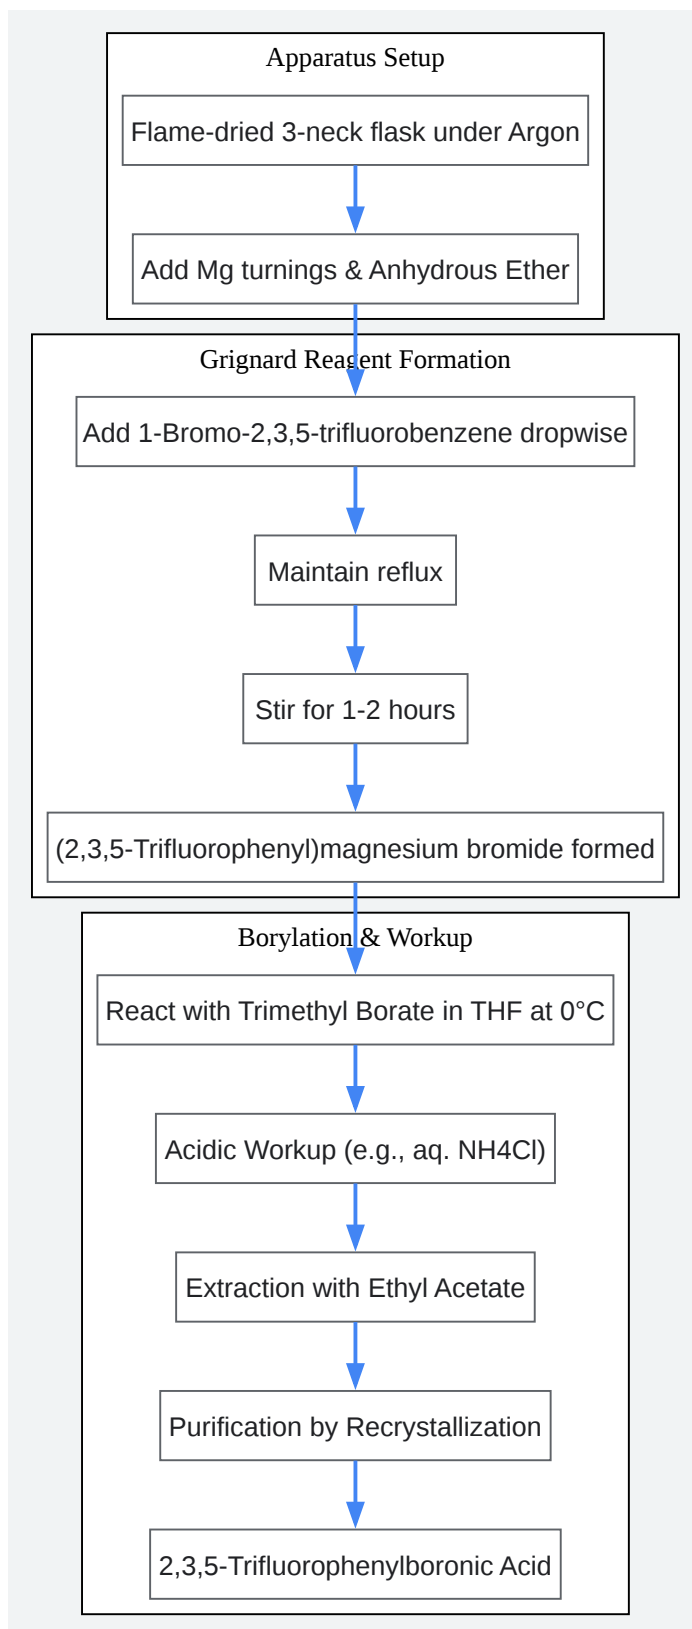 Apparatus Setup
Flame-dried 3-neck flask under Argon
Add Mg turnings & Anhydrous Ether
Grignard Reagent Formation
Add 1-Bromo-2,3,5-trifluorobenzene dropwise
Maintain reflux
Stir for 1-2 hours
(2,3,5-Trifluorophenyl)magnesium bromide formed
Borylation & Workup
React with Trimethyl Borate in THF at 0°C
Acidic Workup (e.g., aq. NH4Cl)
Extraction with Ethyl Acetate
Purification by Recrystallization
2,3,5-Trifluorophenylboronic Acid